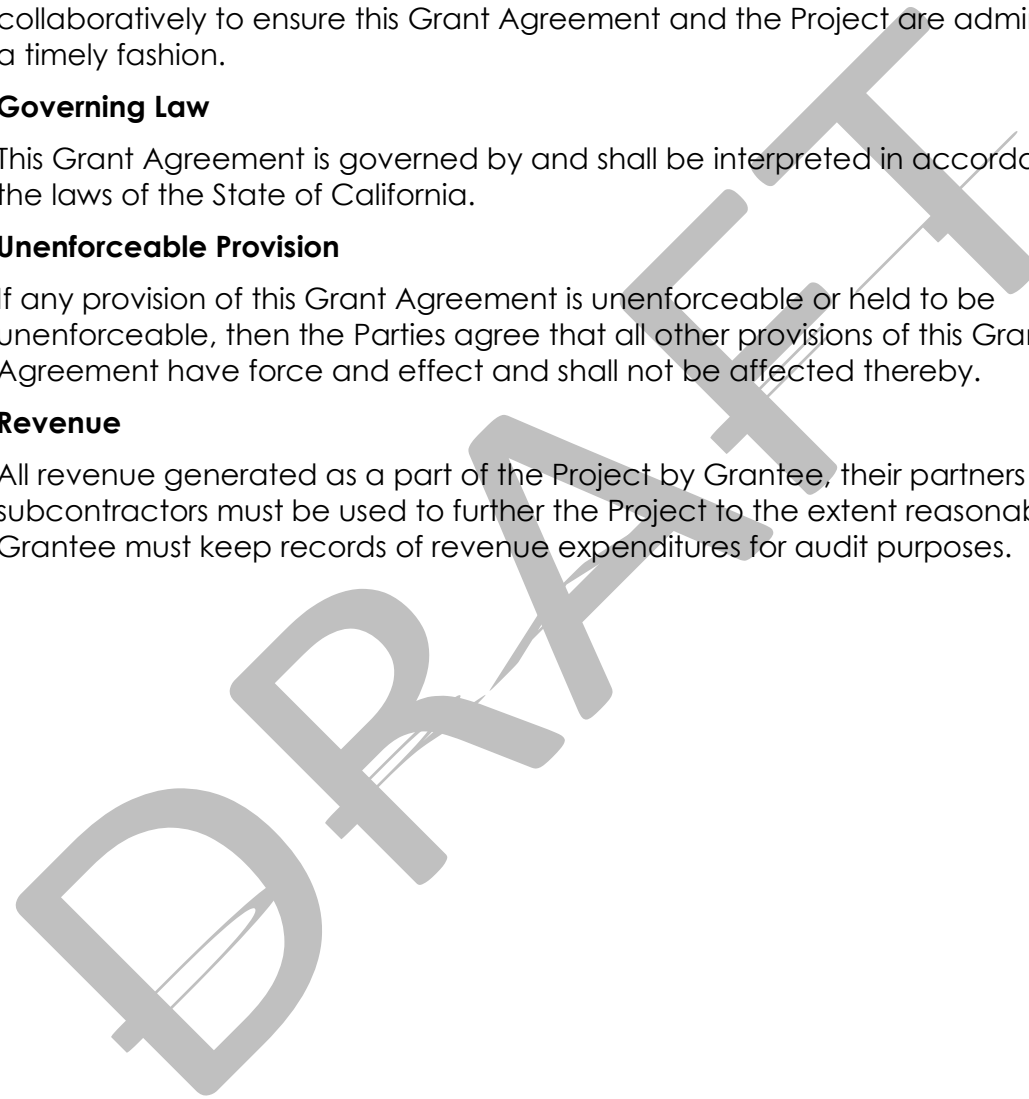 collaboratively to ensure this Grant Agreement and the Project are admi
a timely fashion.
Governing Law
This Grant Agreement is governed by and shall be interpreted in accorda
the laws of the State of California.
Unenforceable Provision
If any provision of this Grant Agreement is unenforceable or held to be
unenforceable, then the Parties agree that all other provisions of this Gran
Agreement have force and effect and shall not be affected thereby.
Revenue
All revenue generated as a part of the Project by Grantee, their partners
subcontractors must be used to further the Project to the extent reasonab
Grantee must keep records of revenue expenditures for audit purposes.
DRAFT